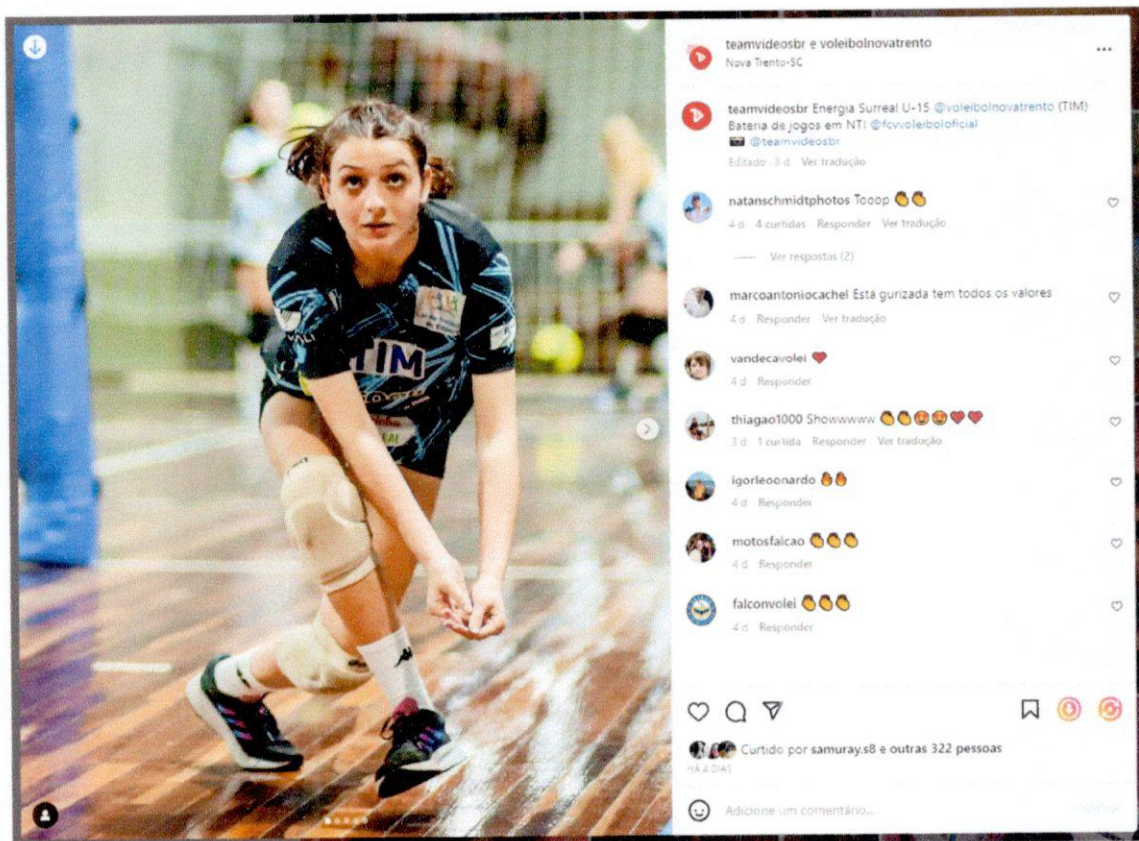 teamvideosbr e voleibolnovatrento
Nova Trento-SC
teamvideosbr Energia Surreal U-15 @voleibolnovatrento (TIM)
Bateria de jogos em NT! @fcvvoleiboloficial
@teamvideosbr
Editado · 3 d Ver tradução
natanschmidtphotos Tooop
4 d 4 curtidas Responder Ver tradução
Ver respostas (2)
marcoantoniocachel Está gurizada tem todos os valores
4 d Responder Ver tradução
vandecavolei
4 d Responder
thiagao1000 Showwwww
3 d 1 curtida Responder Ver tradução
igorleoonardo
4 d Responder
motosfalcao
4 d Responder
falconvolei
4 d Responder
Curtido por samuray.s8 e outras 322 pessoas
HÁ 4 DIAS
Adicione um comentário...
TIM